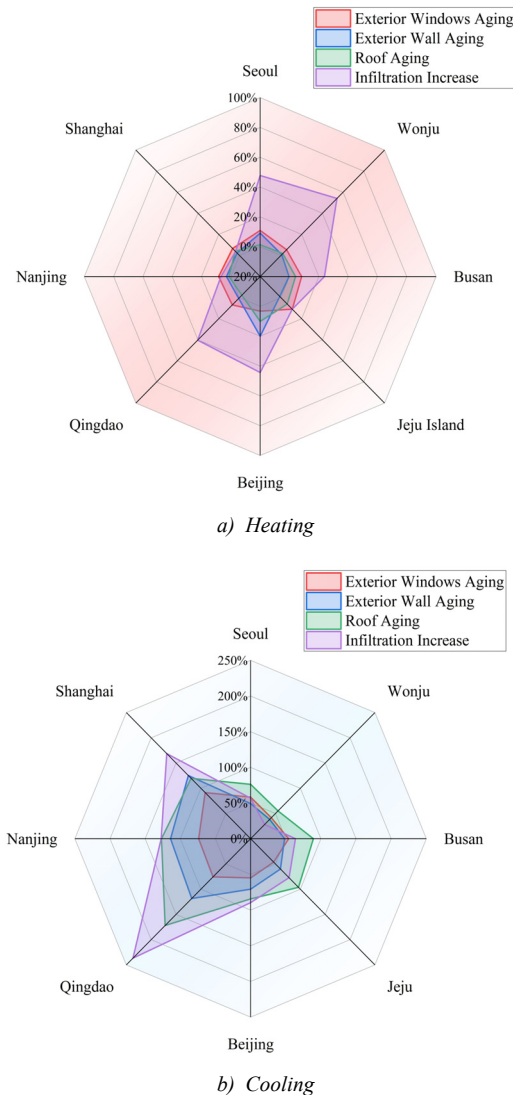 Exterior Windows Aging
Exterior Wall Aging
Roof Aging
Infiltration Increase
Seoul
100%
80%
60%
40%
20%
0%
20%
Shanghai
Wonju
Nanjing
Busan
Qingdao
Jeju Island
Beijing
a) Heating
Exterior Windows Aging
Exterior Wall Aging
Roof Aging
Infiltration Increase
Seoul
250%
200%
150%
100%
50%
0%
Shanghai
Wonju
Nanjing
Busan
Qingdao
Jeju
Beijing
b) Cooling